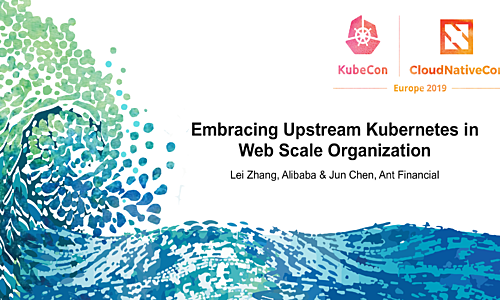 KubeCon
CloudNativeCon
Europe 2019
Embracing Upstream Kubernetes in
Web Scale Organization
Lei Zhang, Alibaba & Jun Chen, Ant Financial